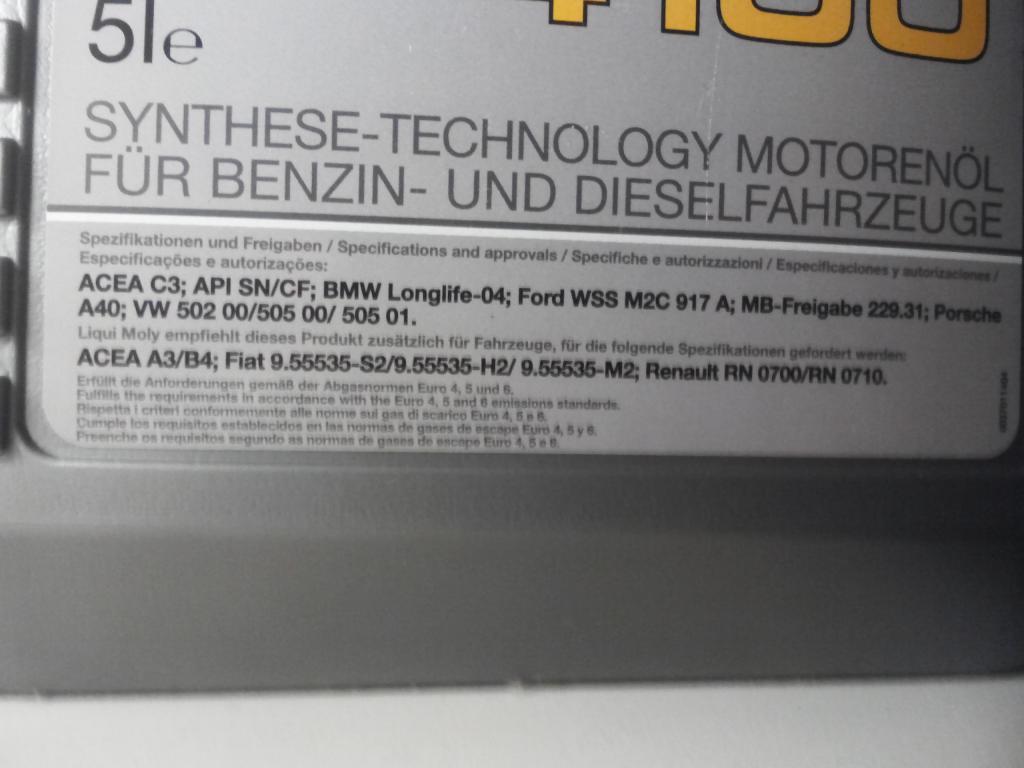 4100
5l e
SYNTHESE-TECHNOLOGY MOTORENÖL
FÜR BENZIN- UND DIESELFAHRZEUGE
Spezifikationen und Freigaben / Specifications and approvals / Specifiche e autorizzazioni / Especificaciones y autorizaciones /
Especificações e autorizações:
ACEA C3; API SN/CF; BMW Longlife-04; Ford WSS M2C 917 A; MB-Freigabe 229.31; Porsche
A40; VW 502 00/505 00/ 505 01.
Liqui Moly empfiehlt dieses Produkt zusätzlich für Fahrzeuge, für die folgende Spezifikationen gefordert werden:
ACEA A3/B4; Fiat 9.55535-S2/9.55535-H2/ 9.55535-M2; Renault RN 0700/RN 0710.
Erfüllt die Anforderungen gemäß der Abgasnormen Euro 4, 5 und 6.
Fulfills the requirements in accordance with the Euro 4, 5 and 6 emissions standards.
Rispetta i criteri conformemente alle norme sui gas di scarico Euro 4, 5 e 6.
Cumple los requisitos establecidos en las normas de gases de escape Euro 4, 5 y 6.
Preenche os requisitos segundo as normas de gases de escape Euro 4, 5 e 6.